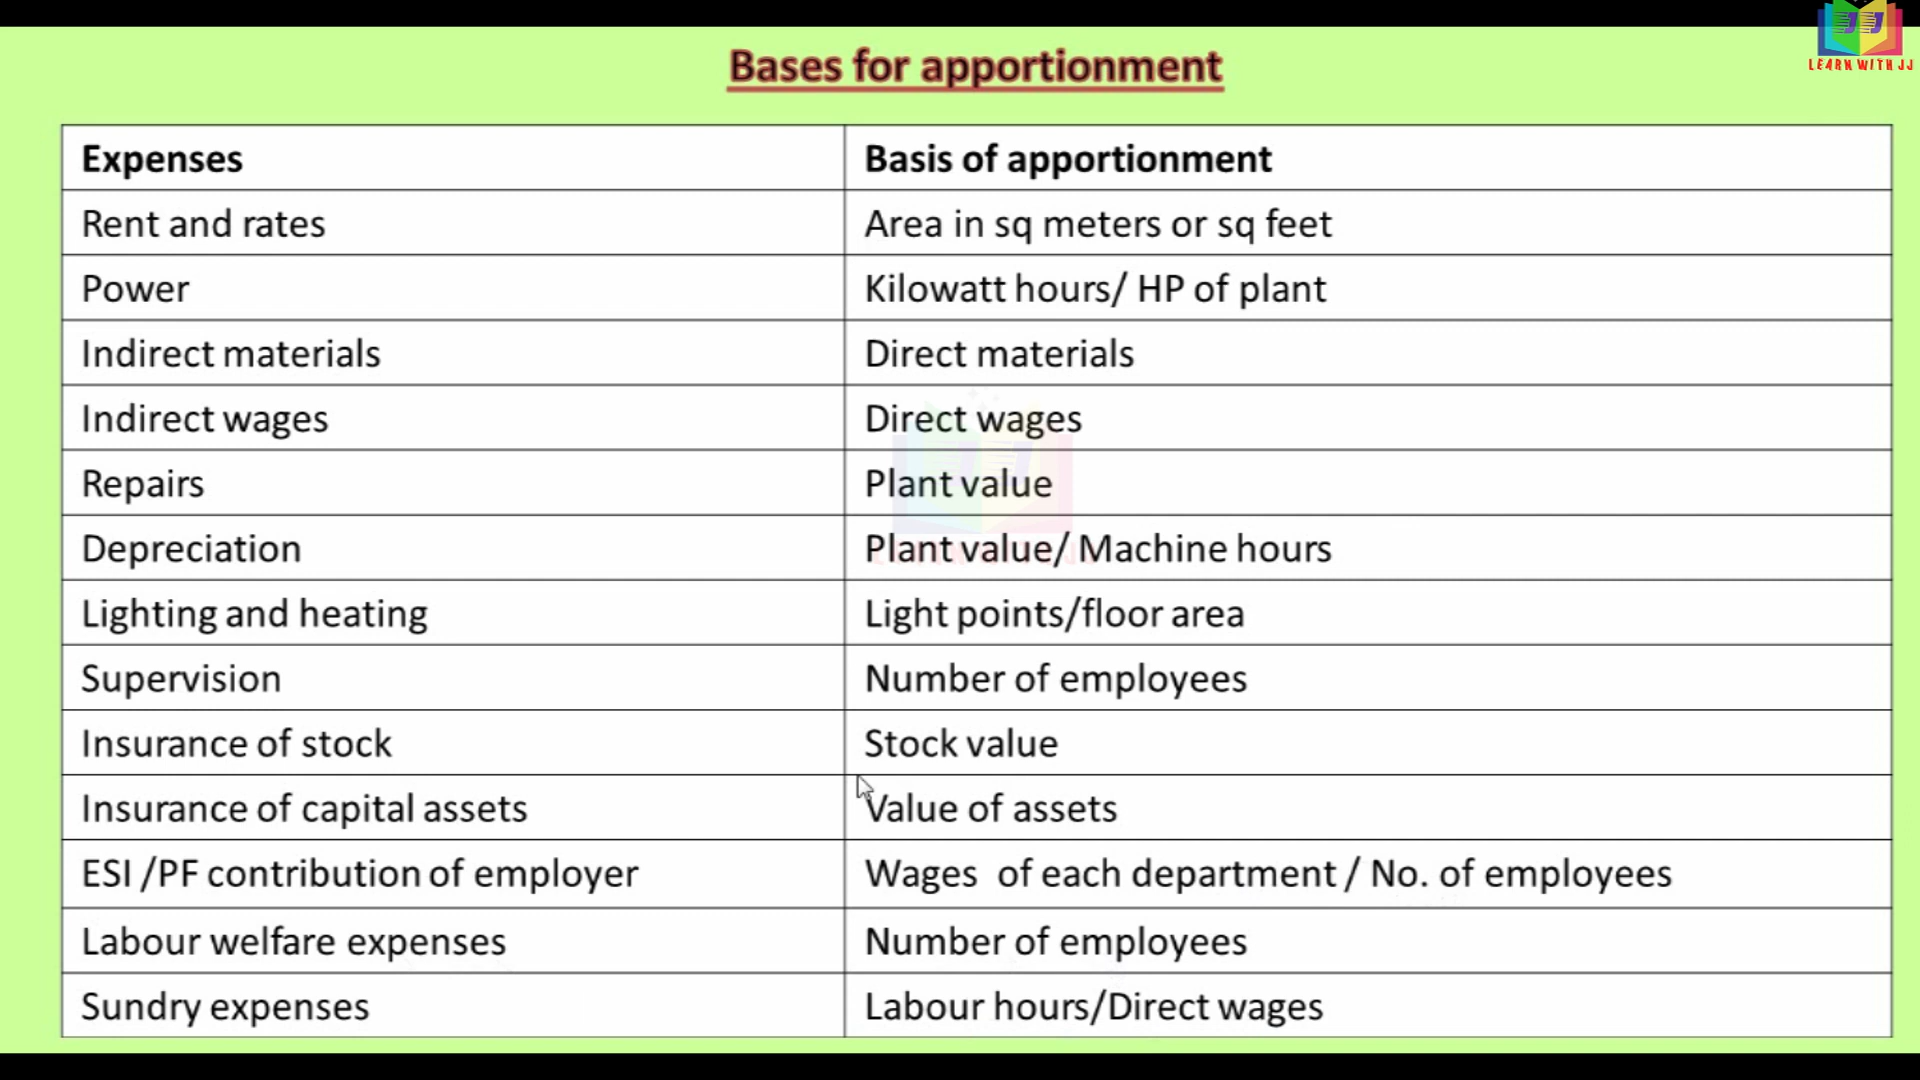 LEARN WITH JJ
Bases for apportionment
Expenses Basis of apportionment
Rent and rates Area in sq meters or sq feet
Power Kilowatt hours/ HP of plant
Indirect materials Direct materials
Indirect wages Direct wages
Repairs Plant value
Depreciation Plant value/ Machine hours
Lighting and heating Light points/floor area
Supervision Number of employees
Insurance of stock Stock value
Insurance of capital assets Value of assets
ESI /PF contribution of employer Wages  of each department / No. of employees
Labour welfare expenses Number of employees
Sundry expenses Labour hours/Direct wages